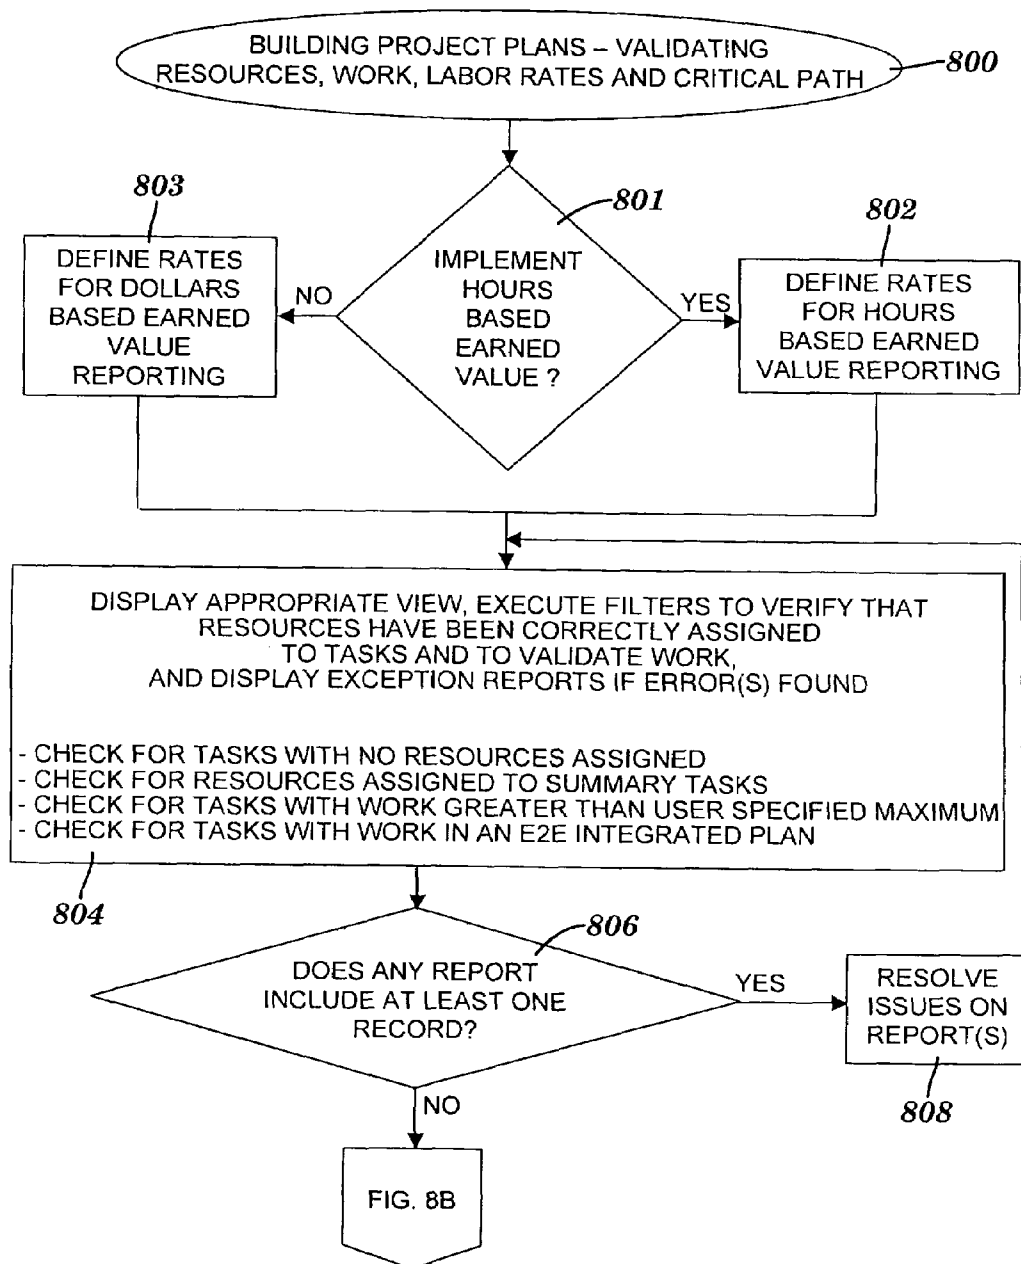 BUILDING PROJECT PLANS – VALIDATING
RESOURCES, WORK, LABOR RATES AND CRITICAL PATH
800
803
801
802
DEFINE RATES
FOR DOLLARS
BASED EARNED
VALUE
REPORTING
NO
IMPLEMENT
HOURS
BASED
EARNED
VALUE ?
YES
DEFINE RATES
FOR HOURS
BASED EARNED
VALUE REPORTING
DISPLAY APPROPRIATE VIEW, EXECUTE FILTERS TO VERIFY THAT
RESOURCES HAVE BEEN CORRECTLY ASSIGNED
TO TASKS AND TO VALIDATE WORK,
AND DISPLAY EXCEPTION REPORTS IF ERROR(S) FOUND
- CHECK FOR TASKS WITH NO RESOURCES ASSIGNED
- CHECK FOR RESOURCES ASSIGNED TO SUMMARY TASKS
- CHECK FOR TASKS WITH WORK GREATER THAN USER SPECIFIED MAXIMUM
- CHECK FOR TASKS WITH WORK IN AN E2E INTEGRATED PLAN
804
806
DOES ANY REPORT
INCLUDE AT LEAST ONE
RECORD?
YES
RESOLVE
ISSUES ON
REPORT(S)
808
NO
FIG. 8B